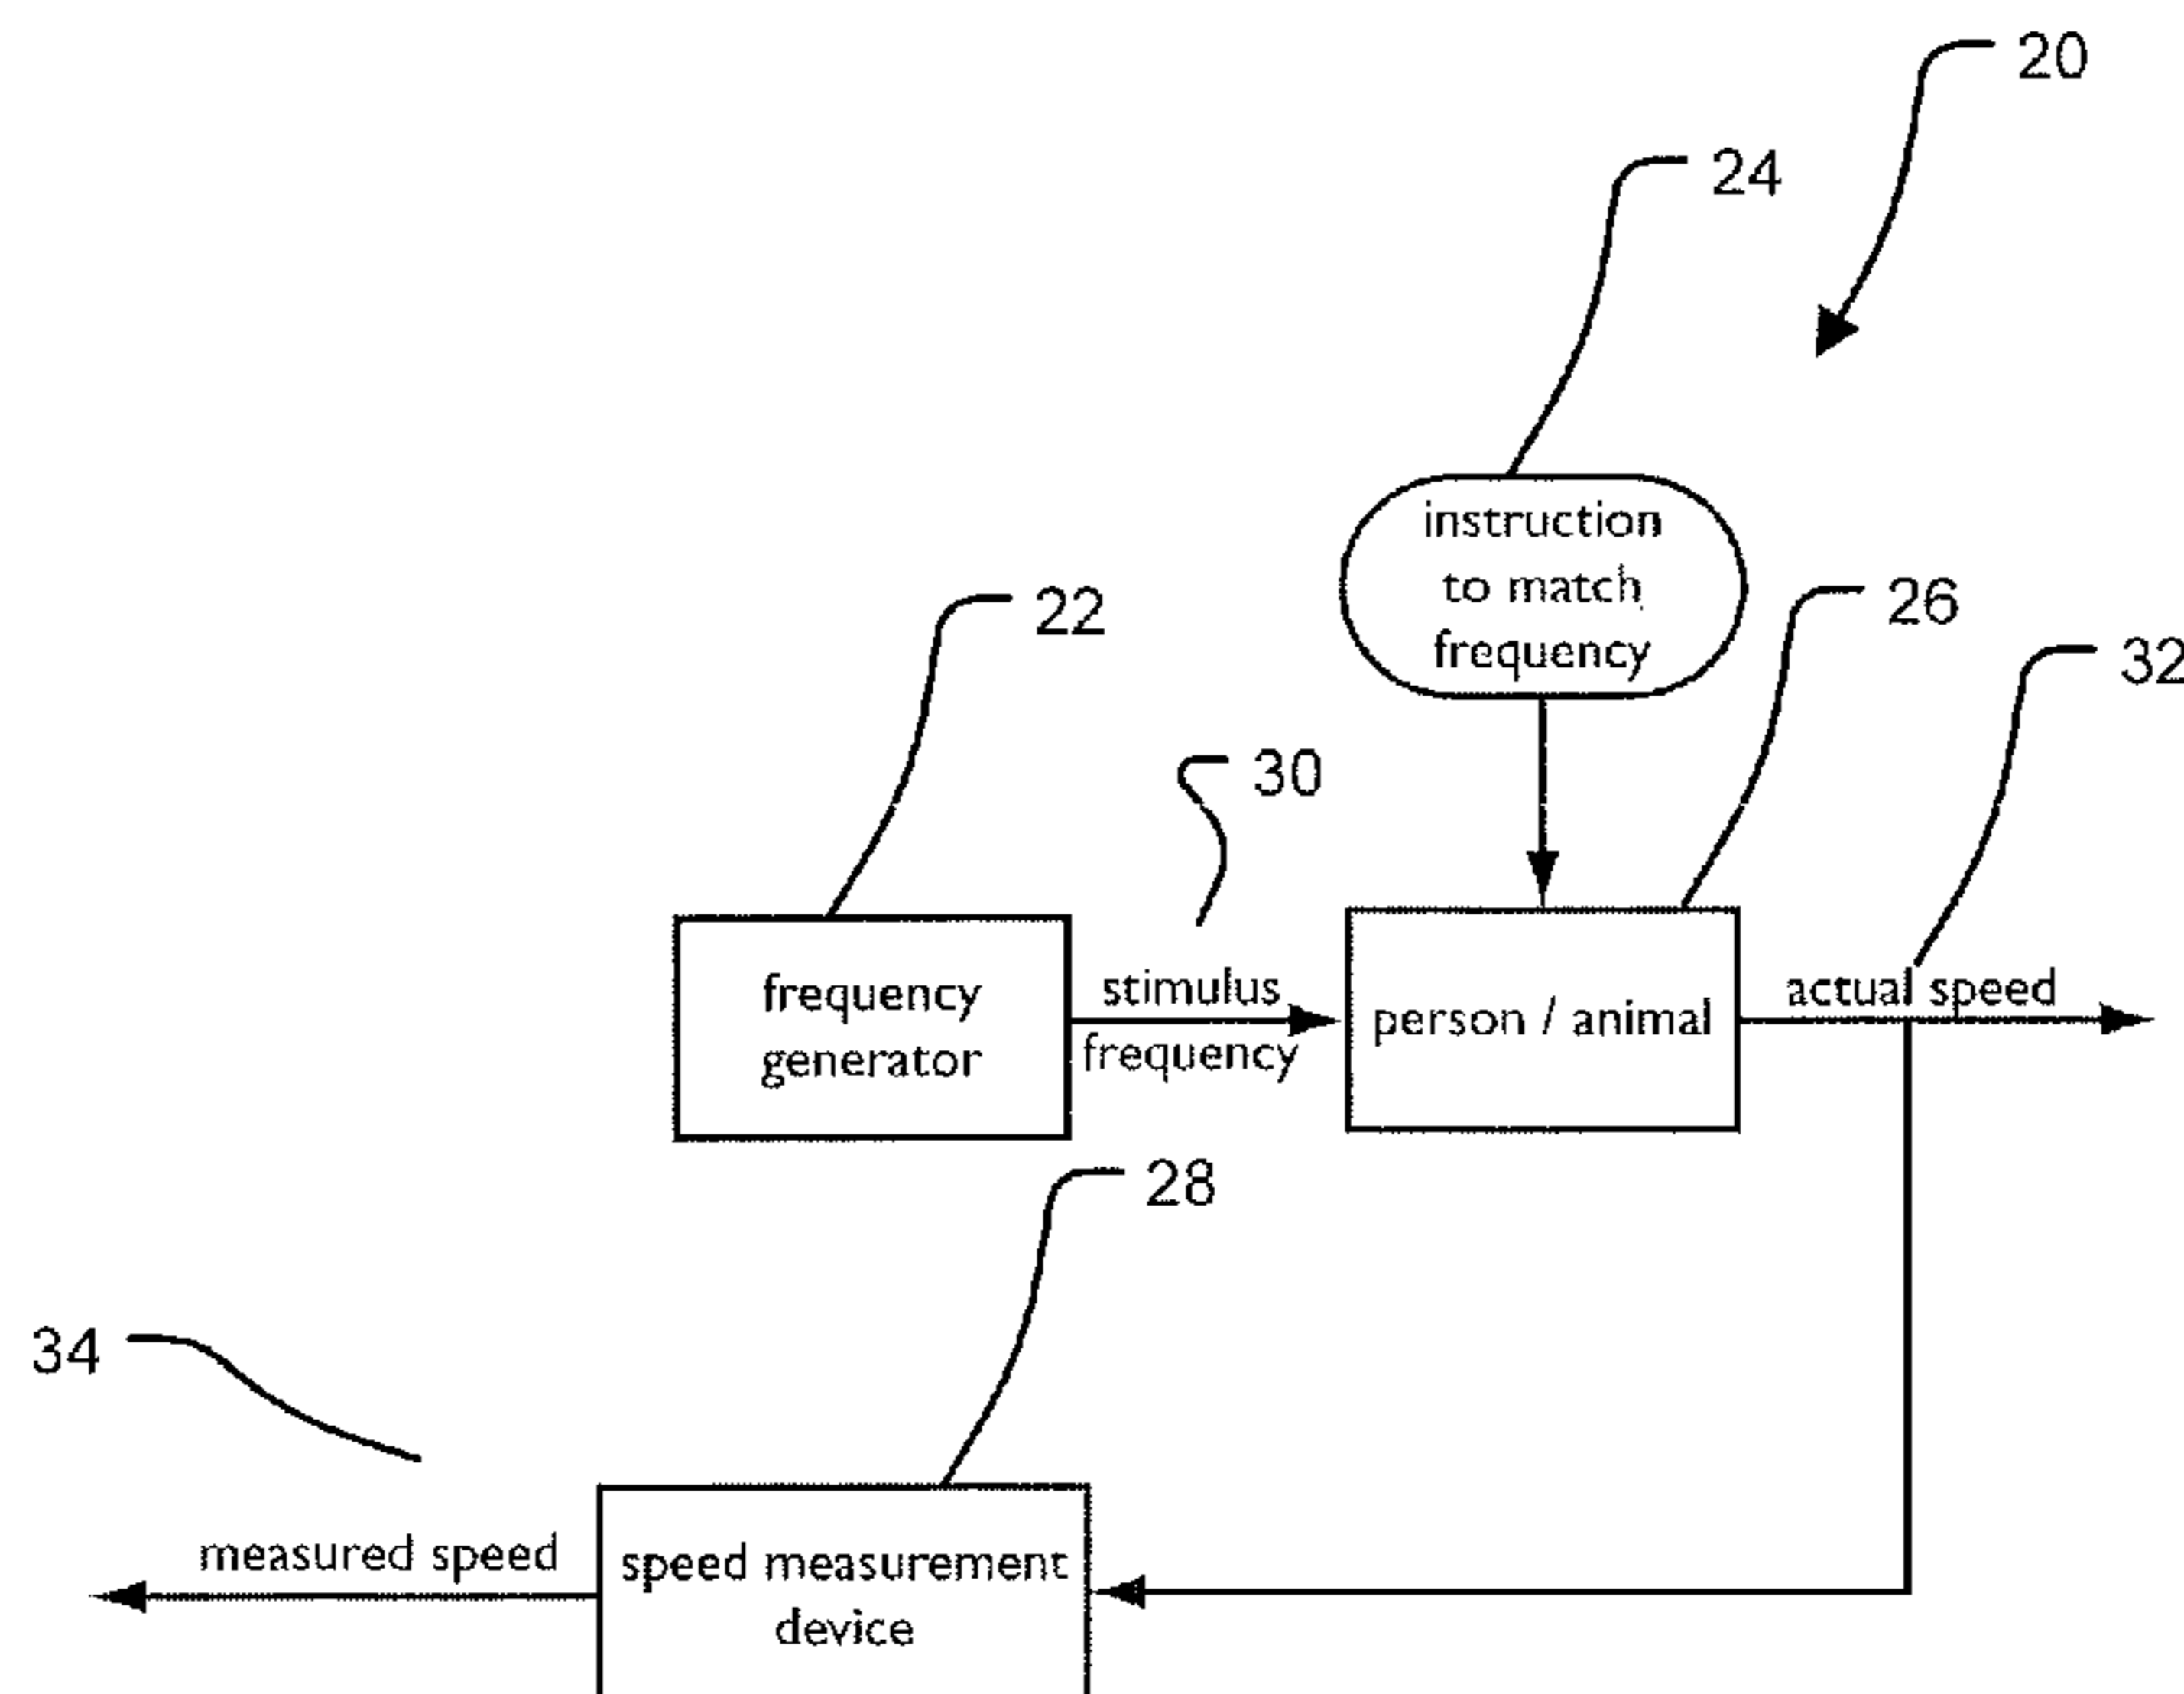 20
24
instruction
to match
frequency
22
26
32
30
frequency
generator
stimulus
frequency
person / animal
actual speed
28
34
measured speed
speed measurement
device